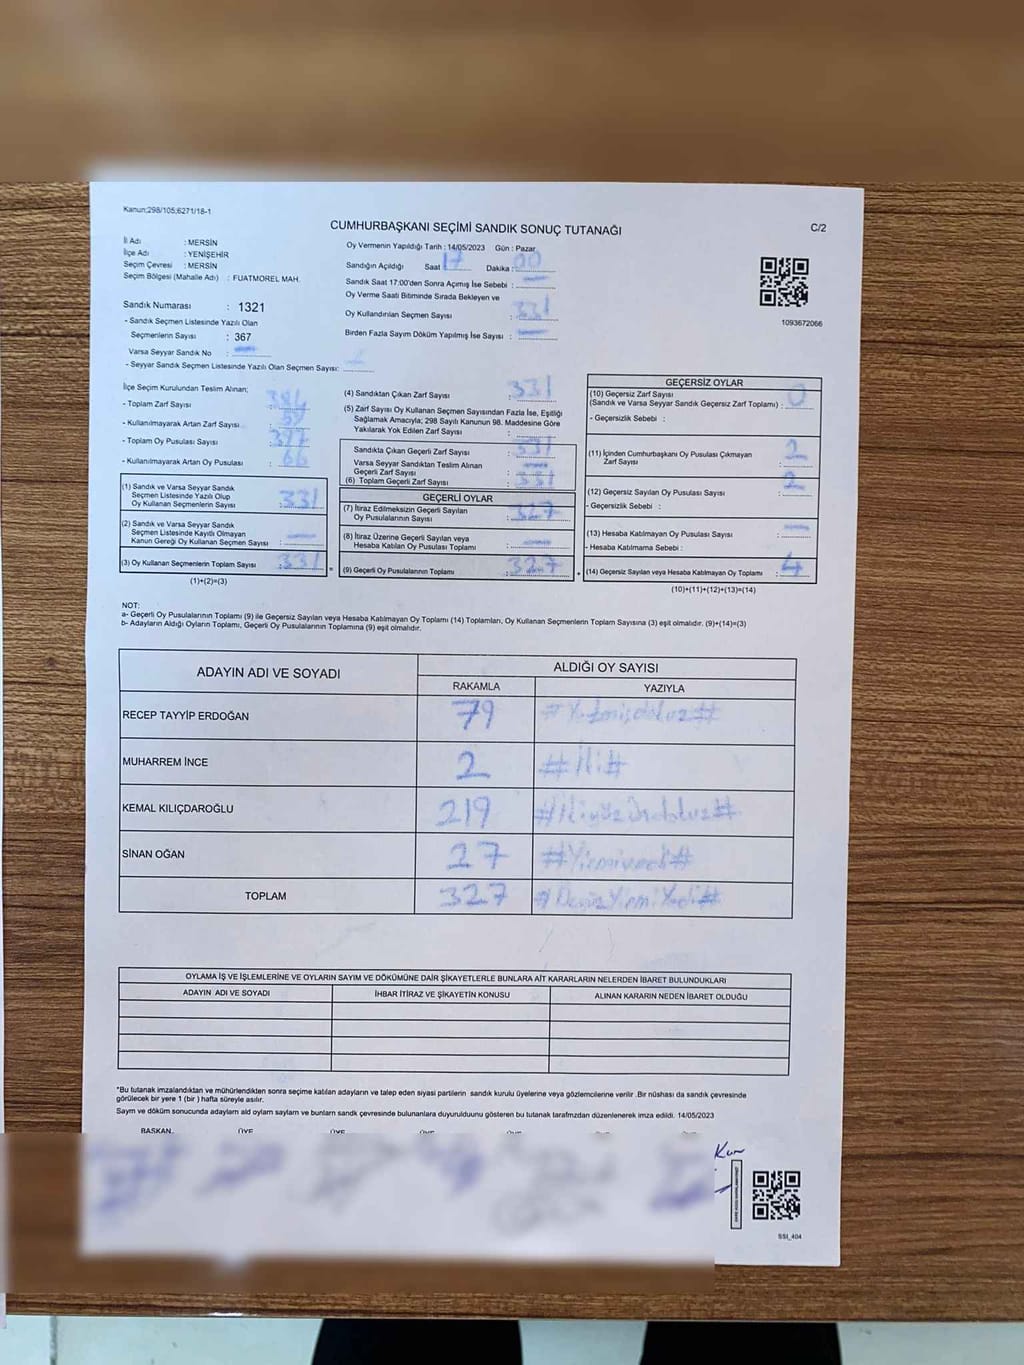 Kanun;298/105;6271/18-1
CUMHURBAŞKANI SEÇİMİ SANDIK SONUÇ TUTANAĞI
C/2
İl Adı : MERSİN
İlçe Adı : YENİŞEHİR
Seçim Çevresi : MERSİN
Seçim Bölgesi (Mahalle Adı) : FUATMOREL MAH.
Sandık Numarası : 1321
- Sandık Seçmen Listesinde Yazılı Olan
Seçmenlerin Sayısı : 367
Varsa Seyyar Sandık No :
- Seyyar Sandık Seçmen Listesinde Yazılı Olan Seçmen Sayısı:
Oy Vermenin Yapıldığı Tarih : 14/05/2023 Gün : Pazar
Sandığın Açıldığı Saat 17 Dakika : 00
Sandık Saat 17:00'den Sonra Açımış İse Sebebi :
Oy Verme Saati Bitiminde Sırada Bekleyen ve
Oy Kullandırılan Seçmen Sayısı : 331
Birden Fazla Sayım Döküm Yapılmış İse Sayısı :
1093672066
İlçe Seçim Kurulundan Teslim Alınan;
- Toplam Zarf Sayısı :
- Kullanılmayarak Artan Zarf Sayısı :
- Toplam Oy Pusulası Sayısı :
- Kullanılmayarak Artan Oy Pusulası : 66
(1) Sandık ve Varsa Seyyar Sandık
Seçmen Listesinde Yazılı Olup
Oy Kullanan Seçmenlerin Sayısı : 331
(2) Sandık ve Varsa Seyyar Sandık
Seçmen Listesinde Kayıtlı Olmayan
Kanun Gereği Oy Kullanan Seçmen Sayısı :
(3) Oy Kullanan Seçmenlerin Toplam Sayısı : 331
(1)+(2)=(3)
(4) Sandıktan Çıkan Zarf Sayısı : 331
(5) Zarf Sayısı Oy Kullanan Seçmen Sayısından Fazla İse, Eşitliği
Sağlamak Amacıyla; 298 Sayılı Kanunun 98. Maddesine Göre
Yakılarak Yok Edilen Zarf Sayısı :
Sandıkta Çıkan Geçerli Zarf Sayısı : 331
Varsa Seyyar Sandıktan Teslim Alınan
Geçerli Zarf Sayısı :
(6) Toplam Geçerli Zarf Sayısı : 331
GEÇERLİ OYLAR
(7) İtiraz Edilmeksizin Geçerli Sayılan
Oy Pusulalarının Sayısı : 327
(8) İtiraz Üzerine Geçerli Sayılan veya
Hesaba Katılan Oy Pusulası Toplamı :
(9) Geçerli Oy Pusulalarının Toplamı : 327
GEÇERSİZ OYLAR
(10) Geçersiz Zarf Sayısı
(Sandık ve Varsa Seyyar Sandık Geçersiz Zarf Toplamı) : 0
- Geçersizlik Sebebi :
(11) İçinden Cumhurbaşkanı Oy Pusulası Çıkmayan
Zarf Sayısı : 2
(12) Geçersiz Sayılan Oy Pusulası Sayısı : 2
- Geçersizlik Sebebi :
(13) Hesaba Katılmayan Oy Pusulası Sayısı :
- Hesaba Katılmama Sebebi :
(14) Geçersiz Sayılan veya Hesaba Katılmayan Oy Toplamı : 4
(10)+(11)+(12)+(13)=(14)
NOT:
a- Geçerli Oy Pusulalarının Toplamı (9) ile Geçersiz Sayılan veya Hesaba Katılmayan Oy Toplamı (14) Toplamları, Oy Kullanan Seçmenlerin Toplam Sayısına (3) eşit olmalıdır. (9)+(14)=(3)
b- Adayların Aldığı Oyların Toplamı, Geçerli Oy Pusulalarının Toplamına (9) eşit olmalıdır.
ADAYIN ADI VE SOYADI
ALDIĞI OY SAYISI
RAKAMLA YAZIYLA
RECEP TAYYİP ERDOĞAN 79
MUHARREM İNCE 2
KEMAL KILIÇDAROĞLU 219
SİNAN OĞAN 27 #Yirmiyedi#
TOPLAM 327
OYLAMA İŞ VE İŞLEMLERİNE VE OYLARIN SAYIM VE DÖKÜMÜNE DAİR ŞİKAYETLERLE BUNLARA AİT KARARLARIN NELERDEN İBARET BULUNDUKLARI
ADAYIN ADI VE SOYADI İHBAR İTİRAZ VE ŞİKAYETİN KONUSU ALINAN KARARIN NEDEN İBARET OLDUĞU
*Bu tutanak imzalandıktan ve mühürlendikten sonra seçime katılan adayların ve talep eden siyasi partilerin sandık kurulu üyelerine veya gözlemcilerine verilir .Bir nüshası da sandık çevresinde
görülecek bir yere 1 (bir ) hafta süreyle asılır.
Sayım ve döküm sonucunda adayların ald oyların sayıları ve bunların sandk çevresinde bulunanlara duyurulduunu gösteren bu tutanak tarafmzdan düzenlenerek imza edildi. 14/05/2023
BAŞKAN ÜYE ÜYE ÜYE ÜYE ÜYE ÜYE
SSI_404